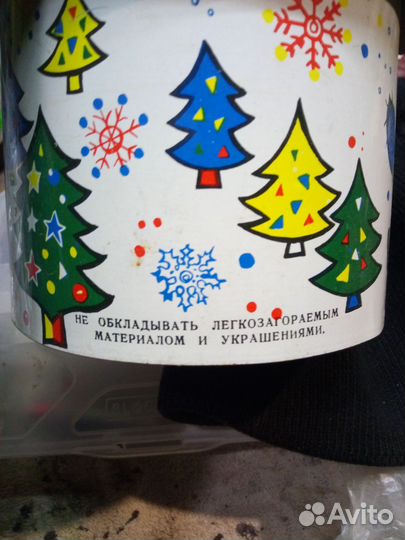 НЕ ОБКЛАДЫВАТЬ ЛЕГКОЗАГОРАЕМЫМ
МАТЕРИАЛОМ И УКРАШЕНИЯМИ.
Avito